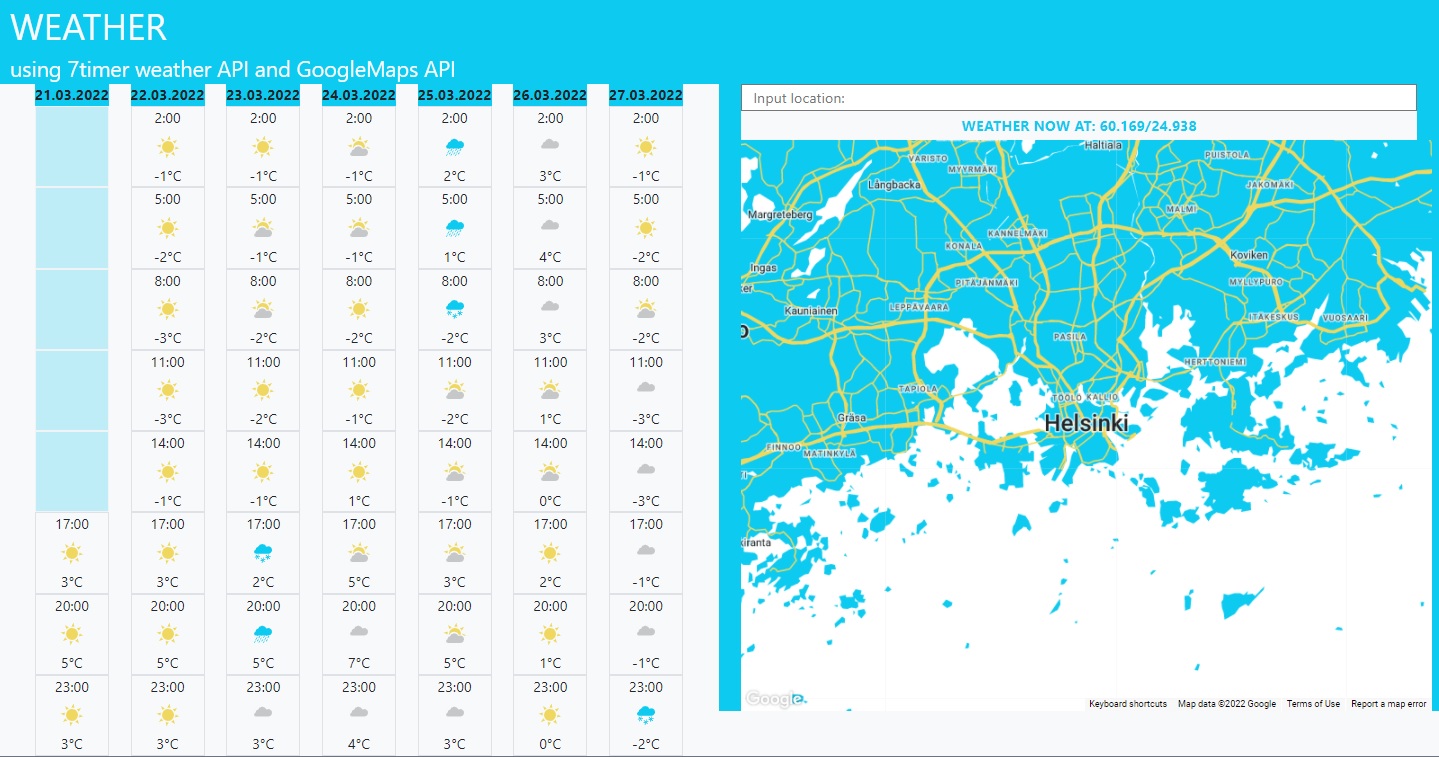 WEATHER
using 7timer weather API and GoogleMaps API
21.03.2022 22.03.2022 23.03.2022 24.03.2022 25.03.2022 26.03.2022 27.03.2022
2:00 2:00 2:00 2:00 2:00 2:00
-1°C -1°C -1°C 2°C 3°C -1°C
5:00 5:00 5:00 5:00 5:00 5:00
-2°C -1°C -1°C 1°C 4°C -2°C
8:00 8:00 8:00 8:00 8:00 8:00
-3°C -2°C -2°C -2°C 3°C -2°C
11:00 11:00 11:00 11:00 11:00 11:00
-3°C -2°C -1°C -2°C 1°C -3°C
14:00 14:00 14:00 14:00 14:00 14:00
-1°C -1°C 1°C -1°C 0°C -3°C
17:00 17:00 17:00 17:00 17:00 17:00 17:00
3°C 3°C 2°C 5°C 3°C 2°C -1°C
20:00 20:00 20:00 20:00 20:00 20:00 20:00
5°C 5°C 5°C 7°C 5°C 1°C -1°C
23:00 23:00 23:00 23:00 23:00 23:00 23:00
3°C 3°C 3°C 4°C 3°C 0°C -2°C
Input location:
WEATHER NOW AT: 60.169/24.938
Haltiala
VARISTO
PUISTOLA
MYYRMÄKI
Långbacka
JAKOMÄKI
MALMI
Margreteberg
KANNELMÄKI
KONALA
Koviken
Ingas
PITÄJÄNMÄKI
MYLLYPURO
ter
LEPPÄVAARA
Kauniainen
ITÄKESKUS
VUOSAARI
o
PASILA
HERTTONIEMI
TAPIOLA
TÖÖLÖ
KALLIO
Gråsa
Helsinki
FINNOO
MATINKYLÄ
kiranta
Google
Keyboard shortcuts Map data ©2022 Google Terms of Use Report a map error